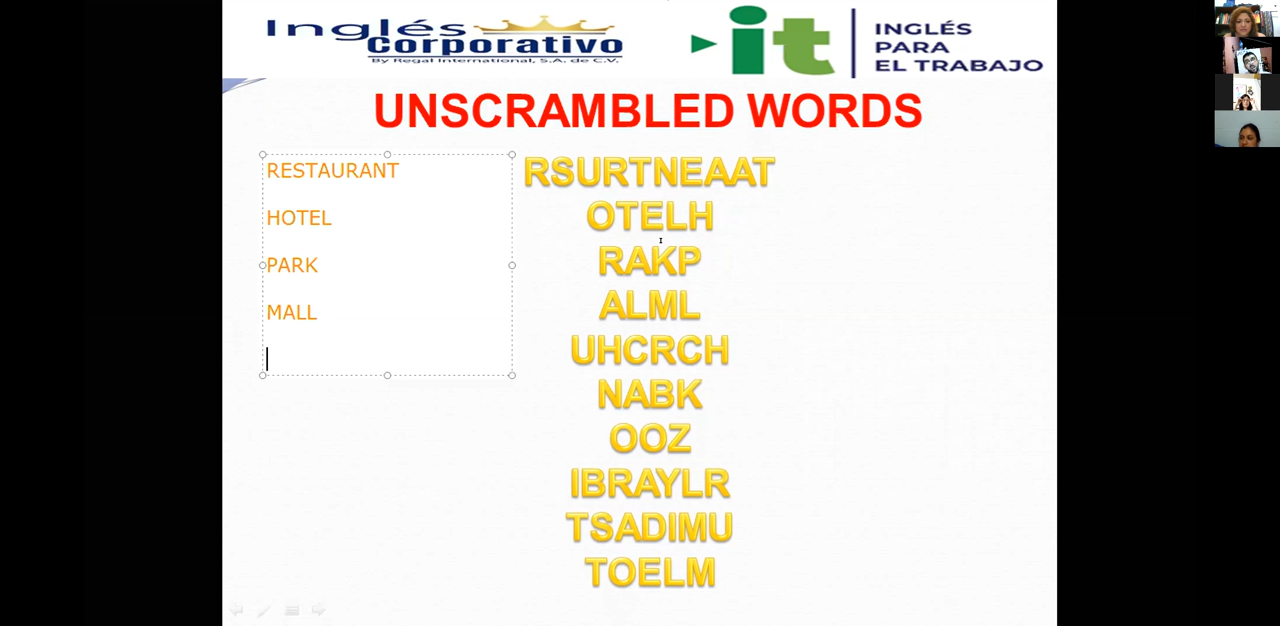 Inglés
Corporativo
By Regal International, S.A. de C.V.
it
INGLÉS
PARA
EL TRABAJO
UNSCRAMBLED WORDS
RESTAURANT
HOTEL
PARK
MALL
RSURTNEAAT
OTELH
RAKP
ALML
UHCRCH
NABK
OOZ
IBRAYLR
TSADIMU
TOELM